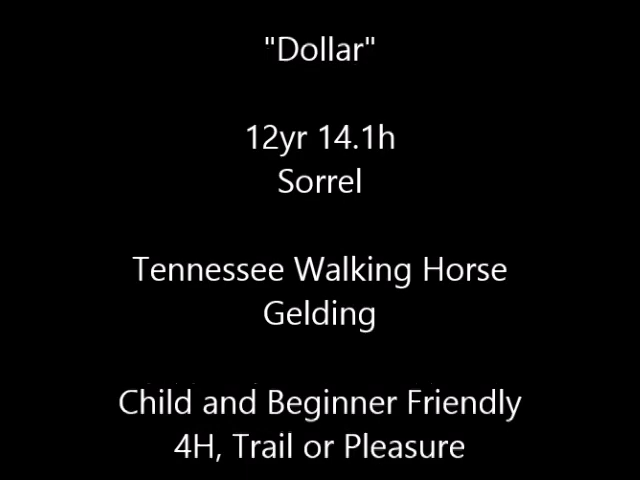 "Dollar"
12yr 14.1h
Sorrel
Tennessee Walking Horse
Gelding
Child and Beginner Friendly
4H, Trail or Pleasure